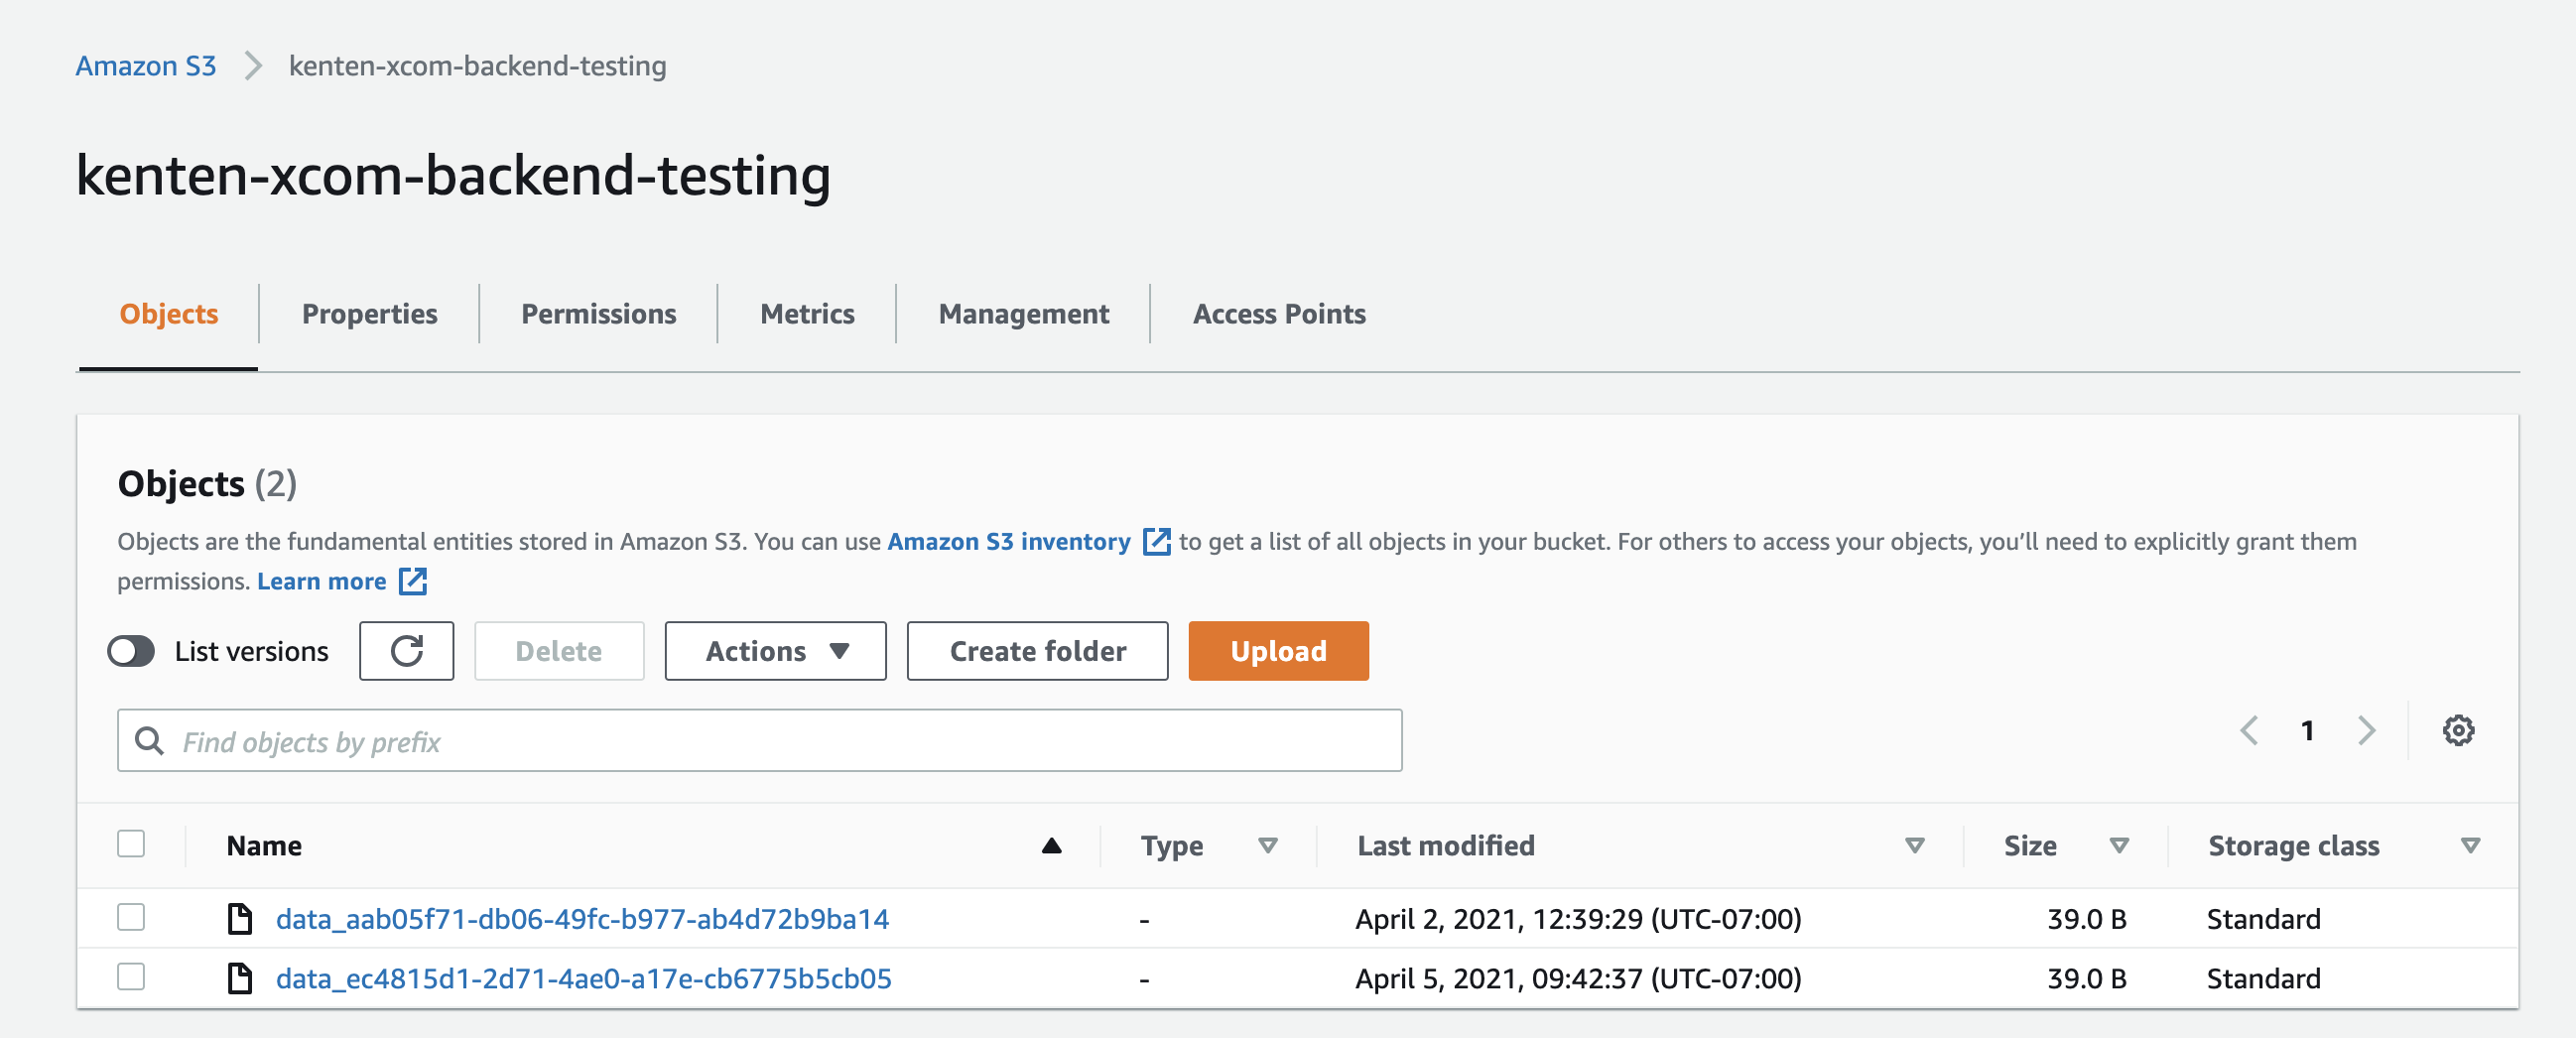 Amazon S3 kenten-xcom-backend-testing
kenten-xcom-backend-testing
Objects Properties Permissions Metrics Management Access Points
Objects (2)
Objects are the fundamental entities stored in Amazon S3. You can use Amazon S3 inventory to get a list of all objects in your bucket. For others to access your objects, you’ll need to explicitly grant them
permissions. Learn more
List versions Delete Actions Create folder Upload
Find objects by prefix 1
Name Type Last modified Size Storage class
data_aab05f71-db06-49fc-b977-ab4d72b9ba14 - April 2, 2021, 12:39:29 (UTC-07:00) 39.0 B Standard
data_ec4815d1-2d71-4ae0-a17e-cb6775b5cb05 - April 5, 2021, 09:42:37 (UTC-07:00) 39.0 B Standard